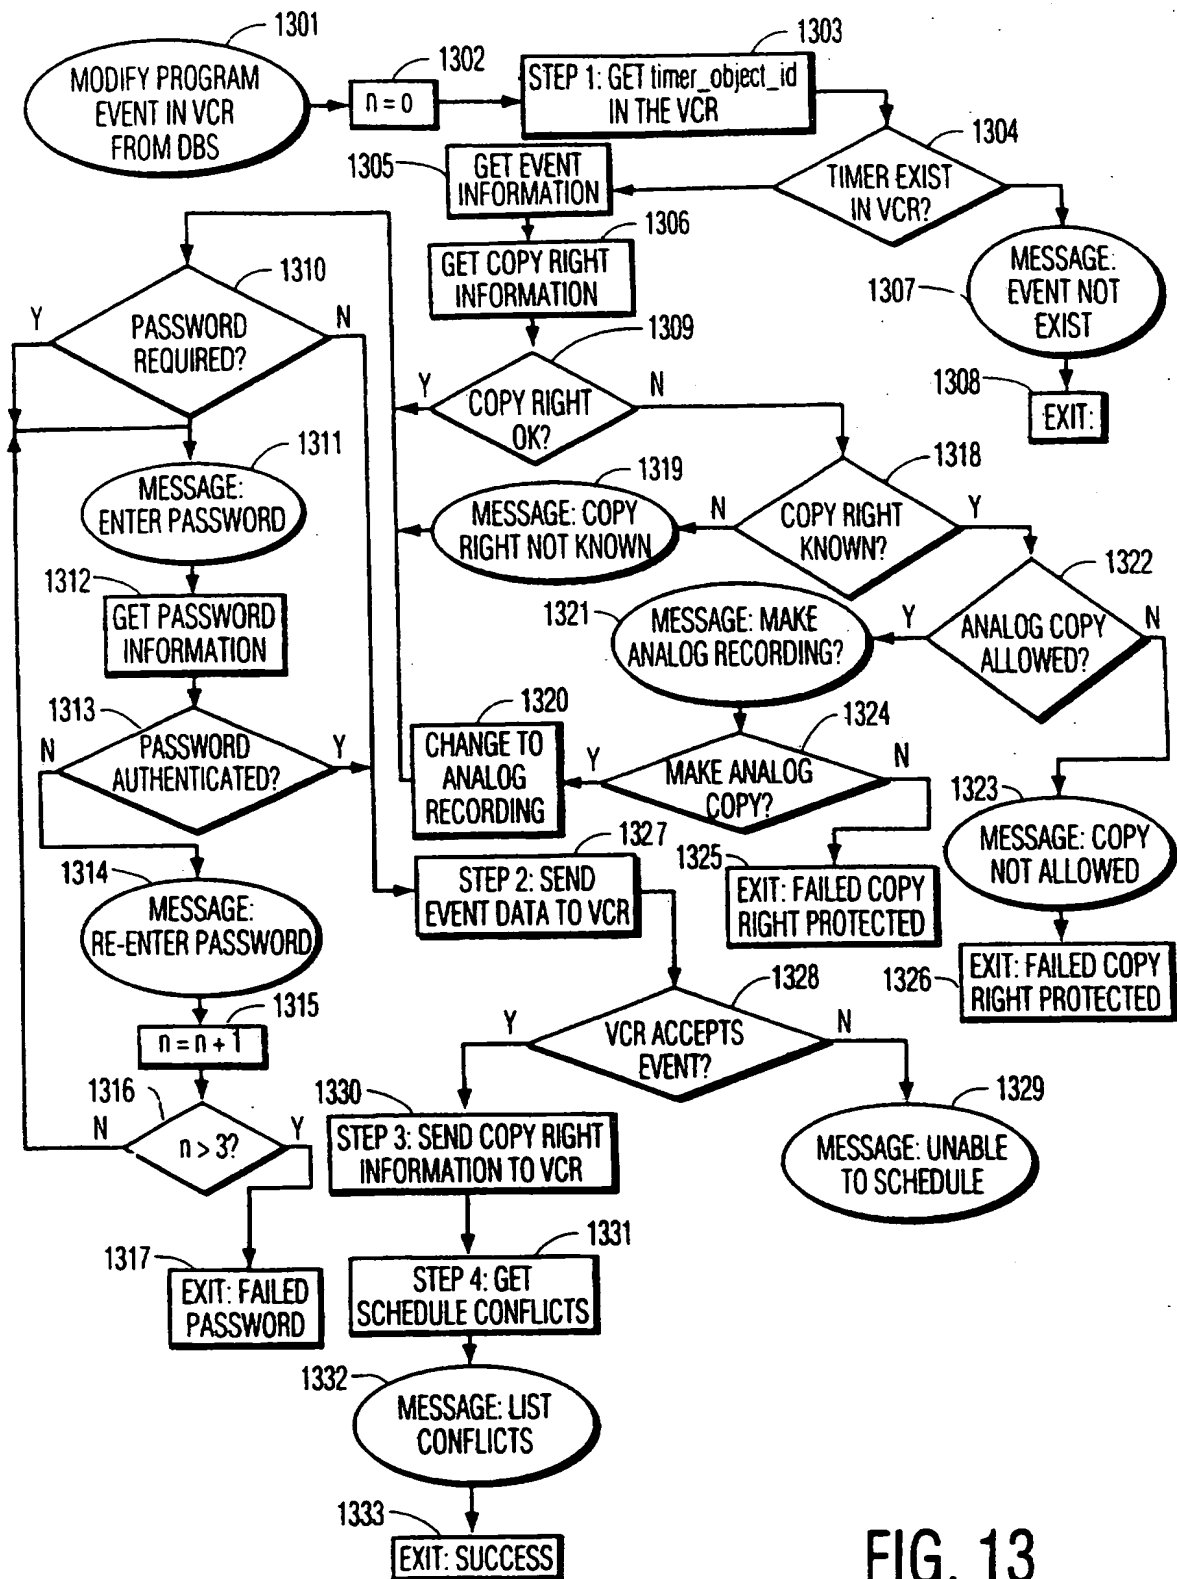 1301
MODIFY PROGRAM
EVENT IN VCR
FROM DBS
1302
n = o
1303
STEP 1: GET timer_object_id
IN THE VCR
1304
TIMER EXIST
IN VCR?
1305
GET EVENT
INFORMATION
1306
GET COPY RIGHT
INFORMATION
1307
MESSAGE:
EVENT NOT
EXIST
1308
EXIT:
1309
Y
COPY RIGHT
OK?
N
1310
Y
PASSWORD
REQUIRED?
N
1311
MESSAGE:
ENTER PASSWORD
1312
GET PASSWORD
INFORMATION
1313
N
PASSWORD
AUTHENTICATED?
Y
1314
MESSAGE:
RE-ENTER PASSWORD
1315
n = n + 1
1316
N
n > 3?
Y
1317
EXIT: FAILED
PASSWORD
1318
N
COPY RIGHT
KNOWN?
Y
1319
MESSAGE: COPY
RIGHT NOT KNOWN
1322
Y
ANALOG COPY
ALLOWED?
N
1321
MESSAGE: MAKE
ANALOG RECORDING?
1320
CHANGE TO
ANALOG
RECORDING
1324
Y
MAKE ANALOG
COPY?
N
1323
MESSAGE: COPY
NOT ALLOWED
1325
EXIT: FAILED COPY
RIGHT PROTECTED
1326
EXIT: FAILED COPY
RIGHT PROTECTED
1327
STEP 2: SEND
EVENT DATA TO VCR
1328
Y
VCR ACCEPTS
EVENT?
N
1329
MESSAGE: UNABLE
TO SCHEDULE
1330
STEP 3: SEND COPY RIGHT
INFORMATION TO VCR
1331
STEP 4: GET
SCHEDULE CONFLICTS
1332
MESSAGE: LIST
CONFLICTS
1333
EXIT: SUCCESS
FIG. 13